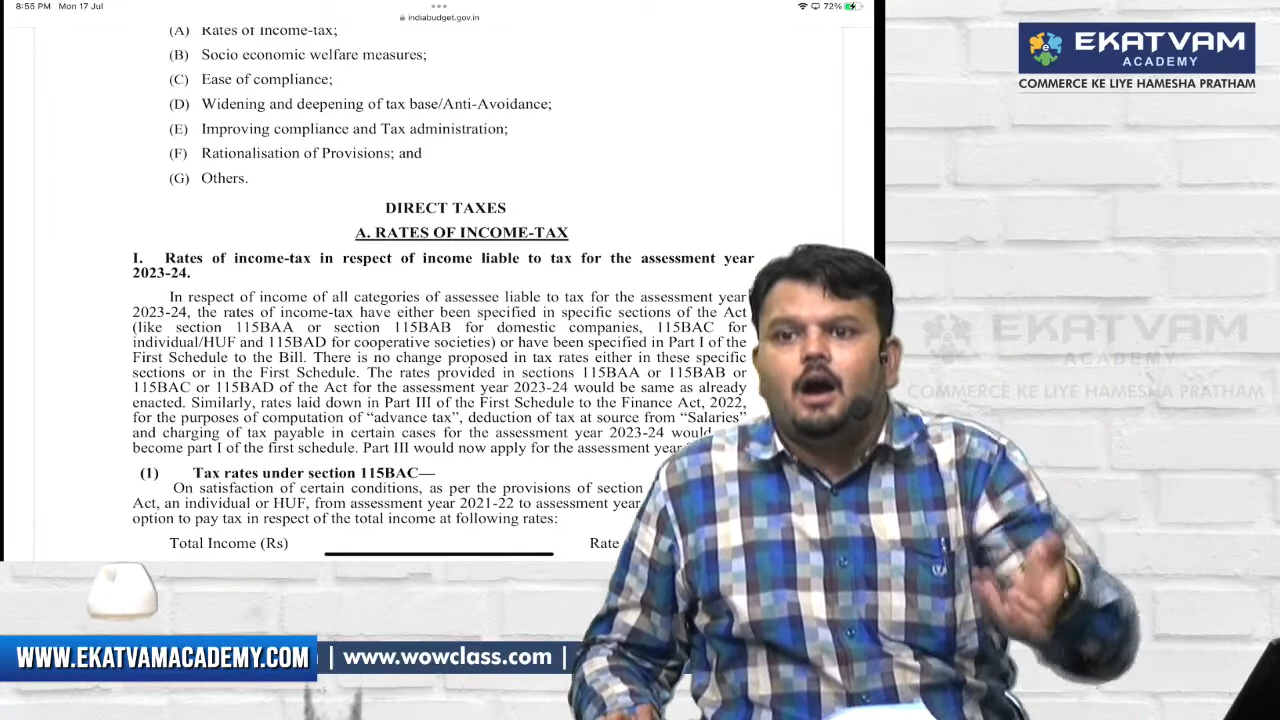 8:55 PM Mon 17 Jul
72%
indiabudget.gov.in
(A) Rates of Income-tax;
(B) Socio economic welfare measures;
(C) Ease of compliance;
(D) Widening and deepening of tax base/Anti-Avoidance;
(E) Improving compliance and Tax administration;
(F) Rationalisation of Provisions; and
(G) Others.
DIRECT TAXES
A. RATES OF INCOME-TAX
I. Rates of income-tax in respect of income liable to tax for the assessment year
2023-24.
In respect of income of all categories of assessee liable to tax for the assessment year
2023-24, the rates of income-tax have either been specified in specific sections of the Act
(like section 115BAA or section 115BAB for domestic companies, 115BAC for
individual/HUF and 115BAD for cooperative societies) or have been specified in Part I of the
First Schedule to the Bill. There is no change proposed in tax rates either in these specific
sections or in the First Schedule. The rates provided in sections 115BAA or 115BAB or
115BAC or 115BAD of the Act for the assessment year 2023-24 would be same as already
enacted. Similarly, rates laid down in Part III of the First Schedule to the Finance Act, 2022,
for the purposes of computation of “advance tax”, deduction of tax at source from “Salaries”
and charging of tax payable in certain cases for the assessment year 2023-24 would
become part I of the first schedule. Part III would now apply for the assessment year
(1) Tax rates under section 115BAC—
On satisfaction of certain conditions, as per the provisions of section
Act, an individual or HUF, from assessment year 2021-22 to assessment year
option to pay tax in respect of the total income at following rates:
Total Income (Rs) Rate
EKATVAM
ACADEMY
COMMERCE KE LIYE HAMESHA PRATHAM
EKATVAM
ACADEMY
COMMERCE KE LIYE HAMESHA PRATHAM
WWW.EKATVAMACADEMY.COM | www.wowclass.com |